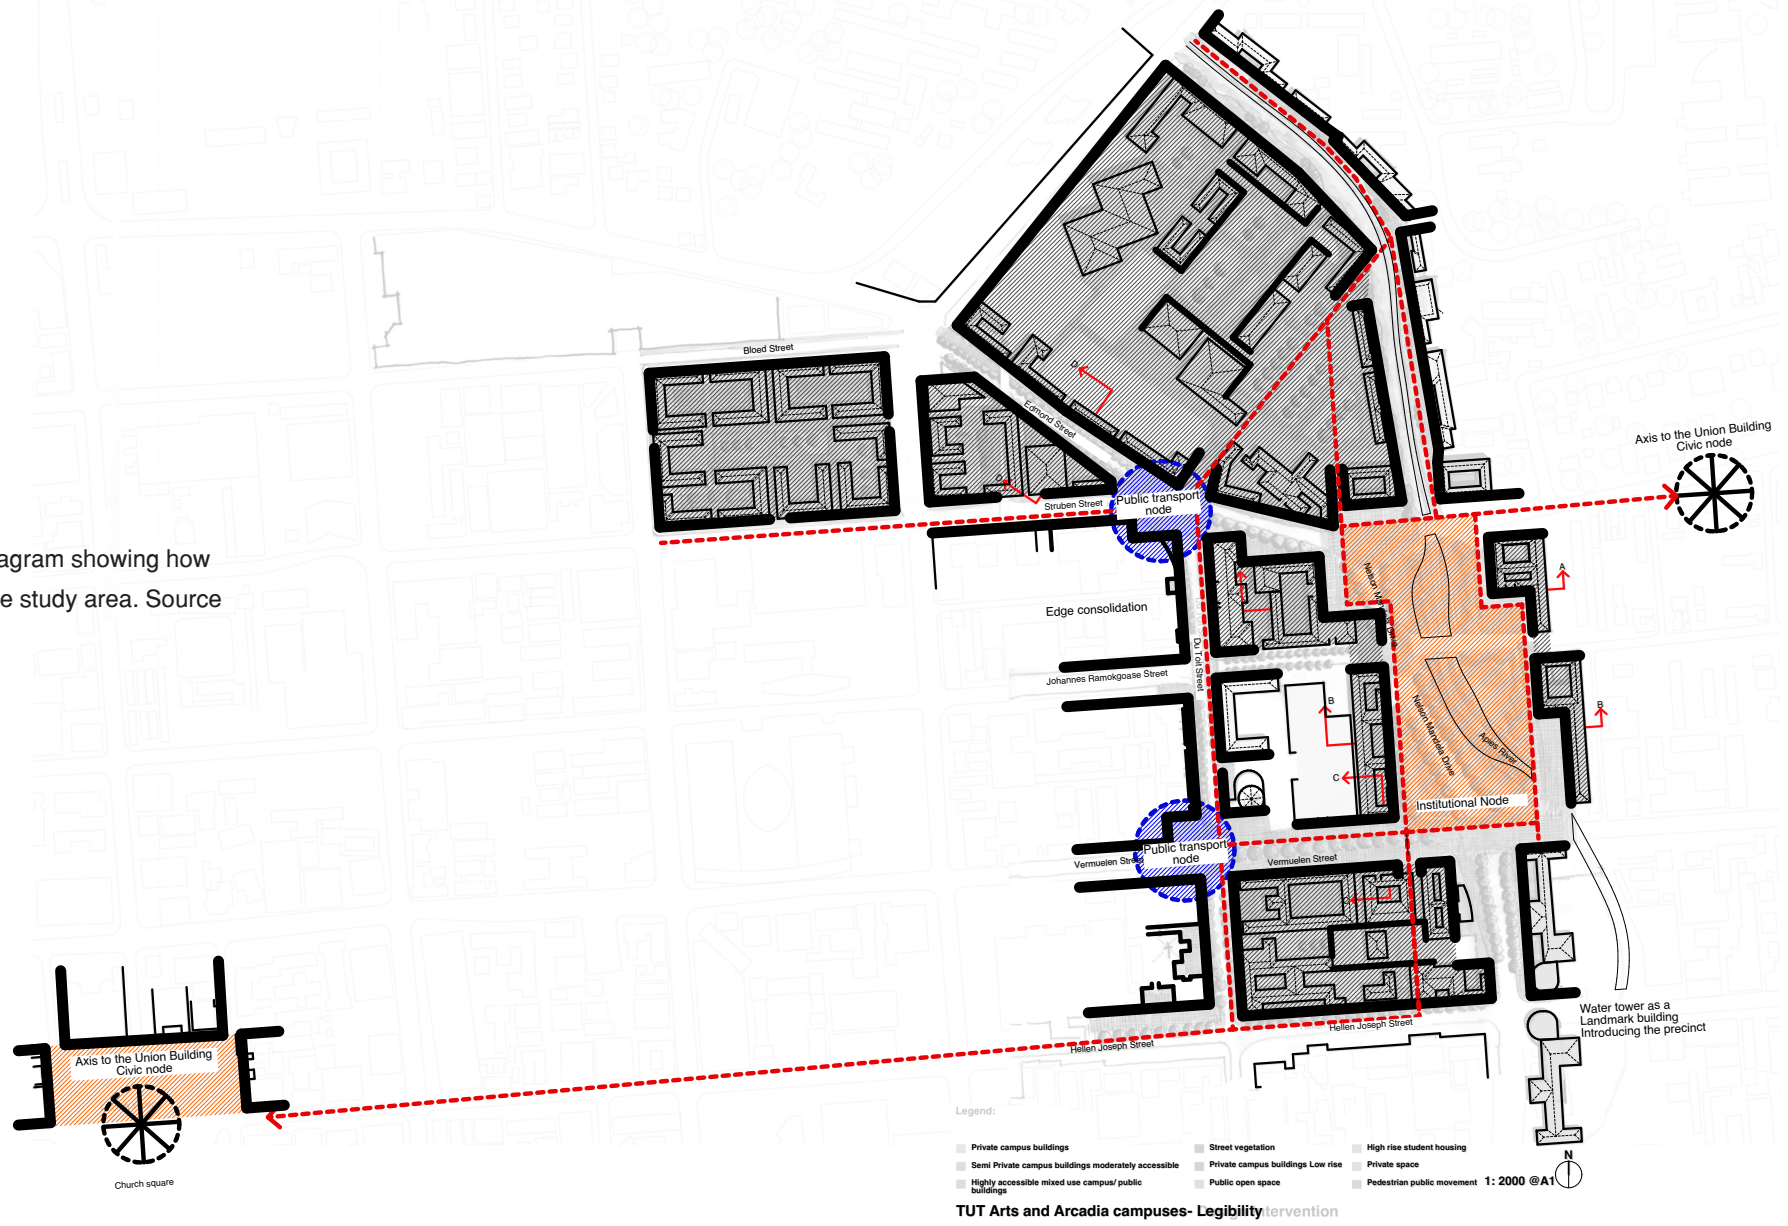 Axis to the Union Building
Civic node
Bloed Street
D
Edmond Street
Struben Street
Public transport
node
agram showing how
e study area. Source
Edge consolidation
Johannes Ramokgoase Street
Du Toit Street
Nelson Mandela Drive
A
B
B
C
Nelson Mandela Drive
Apies River
Institutional Node
Public transport
node
Vermuelen Street
Vermuelen Street
Water tower as a
Landmark building
Introducing the precinct
Hellen Joseph Street
Hellen Joseph Street
Axis to the Union Building
Civic node
Church square
Legend:
Private campus buildings
Semi Private campus buildings moderately accessible
Highly accessible mixed use campus/ public
buildings
Street vegetation
Private campus buildings Low rise
Public open space
High rise student housing
Private space
Pedestrian public movement
1: 2000 @A1
N
TUT Arts and Arcadia campuses- Legibility
ntervention